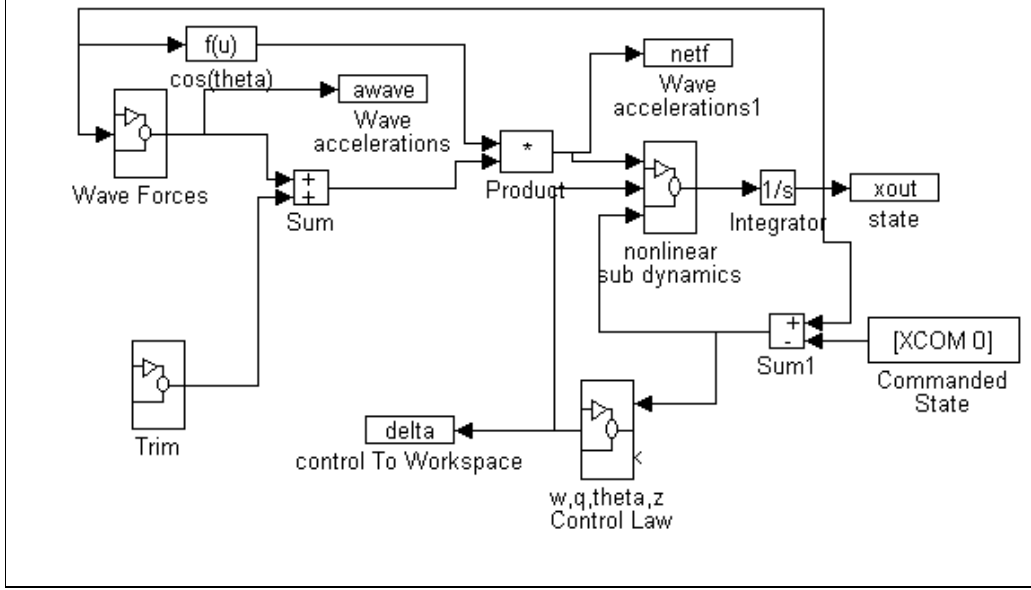 f(u)
cos(theta)
awave
Wave
accelerations
netf
Wave
accelerations1
Wave Forces
+
+
Sum
*
Product
nonlinear
sub dynamics
1/s
Integrator
xout
state
+
-
Sum1
[XCOM 0]
Commanded
State
Trim
delta
control To Workspace
w,q,theta,z
Control Law